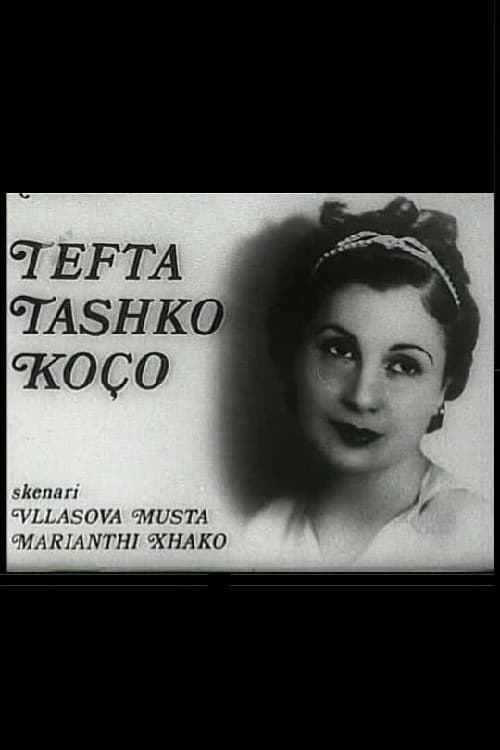 TEFTA
TASHKO
KOÇO
skenari
VLLASOVA MUSTA
MARIANTHI XHAKO